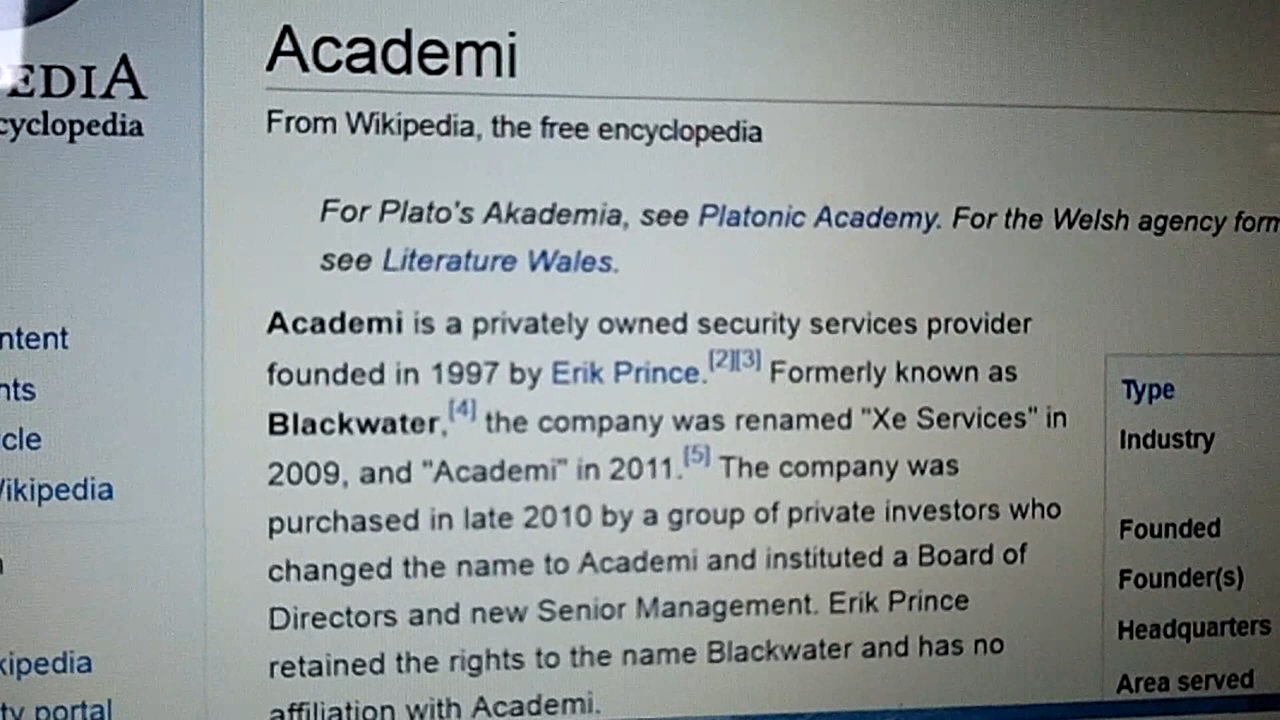 Academi
From Wikipedia, the free encyclopedia
For Plato's Akademia, see Platonic Academy. For the Welsh agency form
see Literature Wales.
Academi is a privately owned security services provider
founded in 1997 by Erik Prince.[2][3] Formerly known as
Blackwater,[4] the company was renamed "Xe Services" in
2009, and "Academi" in 2011.[5] The company was
purchased in late 2010 by a group of private investors who
changed the name to Academi and instituted a Board of
Directors and new Senior Management. Erik Prince
retained the rights to the name Blackwater and has no
affiliation with Academi.
Type
Industry
Founded
Founder(s)
Headquarters
Area served
EDIA
cyclopedia
ntent
nts
cle
Wikipedia
kipedia
ty portal